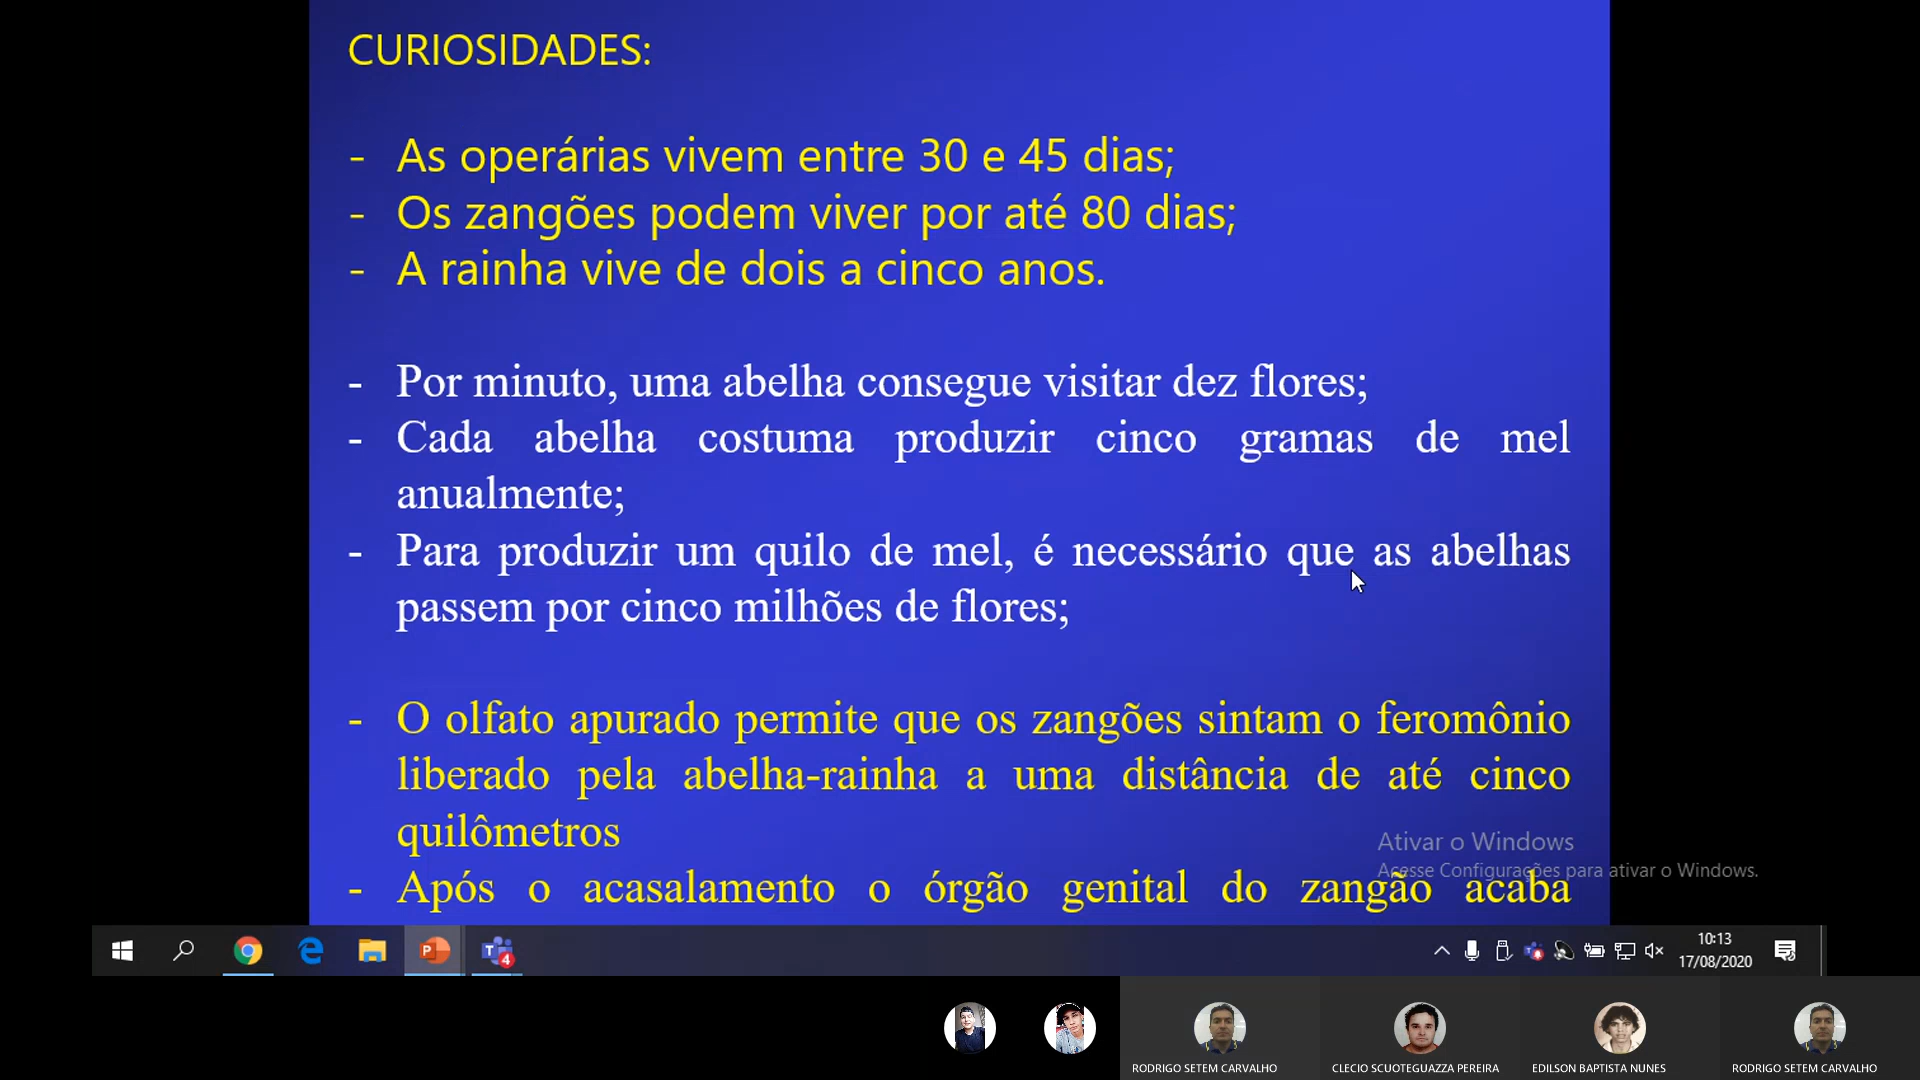 CURIOSIDADES:
- As operárias vivem entre 30 e 45 dias;
- Os zangões podem viver por até 80 dias;
- A rainha vive de dois a cinco anos.
- Por minuto, uma abelha consegue visitar dez flores;
- Cada abelha costuma produzir cinco gramas de mel
anualmente;
- Para produzir um quilo de mel, é necessário que as abelhas
passem por cinco milhões de flores;
- O olfato apurado permite que os zangões sintam o feromônio
liberado pela abelha-rainha a uma distância de até cinco
quilômetros
Ativar o Windows
Acesse Configurações para ativar o Windows.
- Após o acasalamento o órgão genital do zangão acaba
10:13
17/08/2020
4
RODRIGO SETEM CARVALHO
CLECIO SCUOTEGUAZZA PEREIRA
EDILSON BAPTISTA NUNES
RODRIGO SETEM CARVALHO